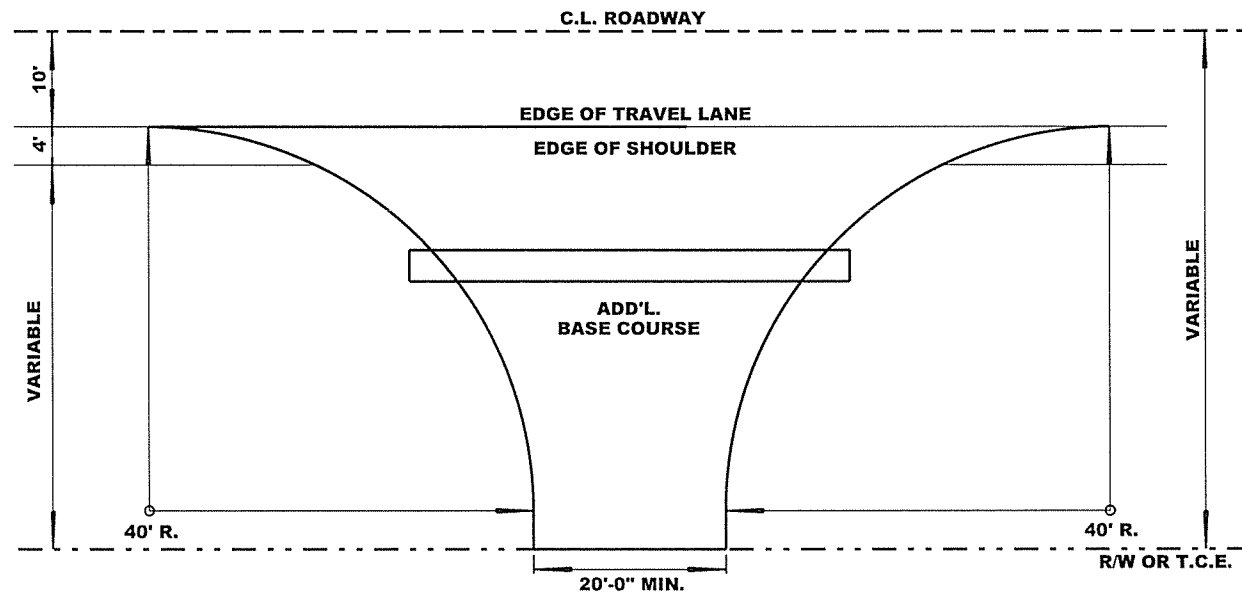 C.L. ROADWAY
10'
EDGE OF TRAVEL LANE
4'
EDGE OF SHOULDER
VARIABLE
VARIABLE
ADD'L.
BASE COURSE
40' R.
40' R.
R/W OR T.C.E.
20'-0" MIN.